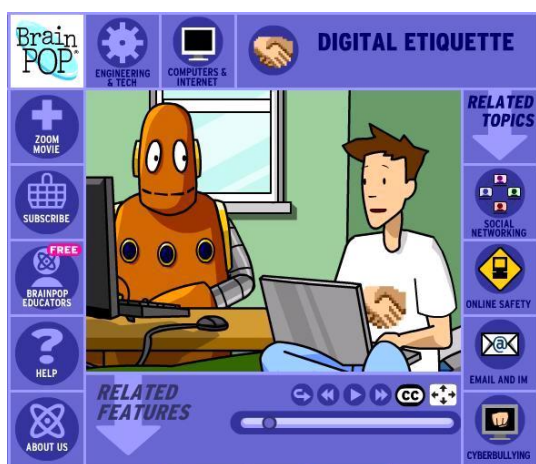 Brain
POP®
ENGINEERING
& TECH
COMPUTERS &
INTERNET
DIGITAL ETIQUETTE
ZOOM
MOVIE
SUBSCRIBE
FREE
BRAINPOP
EDUCATORS
HELP
ABOUT US
RELATED
TOPICS
SOCIAL
NETWORKING
ONLINE SAFETY
@
EMAIL AND IM
CYBERBULLYING
RELATED
FEATURES
CC